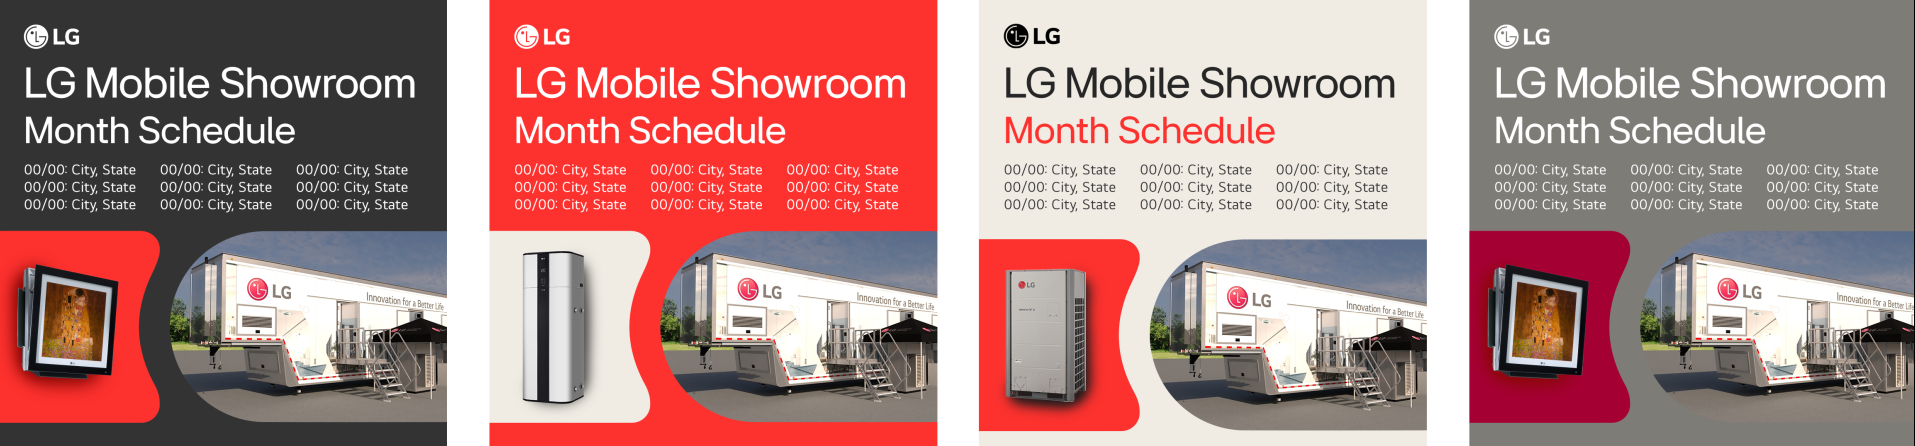 LG
LG Mobile Showroom
Month Schedule
00/00: City, State 00/00: City, State 00/00: City, State
00/00: City, State 00/00: City, State 00/00: City, State
00/00: City, State 00/00: City, State 00/00: City, State
LG
Innovation for a Better Life
LG
LG Mobile Showroom
Month Schedule
00/00: City, State 00/00: City, State 00/00: City, State
00/00: City, State 00/00: City, State 00/00: City, State
00/00: City, State 00/00: City, State 00/00: City, State
LG
Innovation for a Better Life
LG
LG Mobile Showroom
Month Schedule
00/00: City, State 00/00: City, State 00/00: City, State
00/00: City, State 00/00: City, State 00/00: City, State
00/00: City, State 00/00: City, State 00/00: City, State
LG
LG
Innovation for a Better Life
LG
LG Mobile Showroom
Month Schedule
00/00: City, State 00/00: City, State 00/00: City, State
00/00: City, State 00/00: City, State 00/00: City, State
00/00: City, State 00/00: City, State 00/00: City, State
LG
Innovation for a Better Life